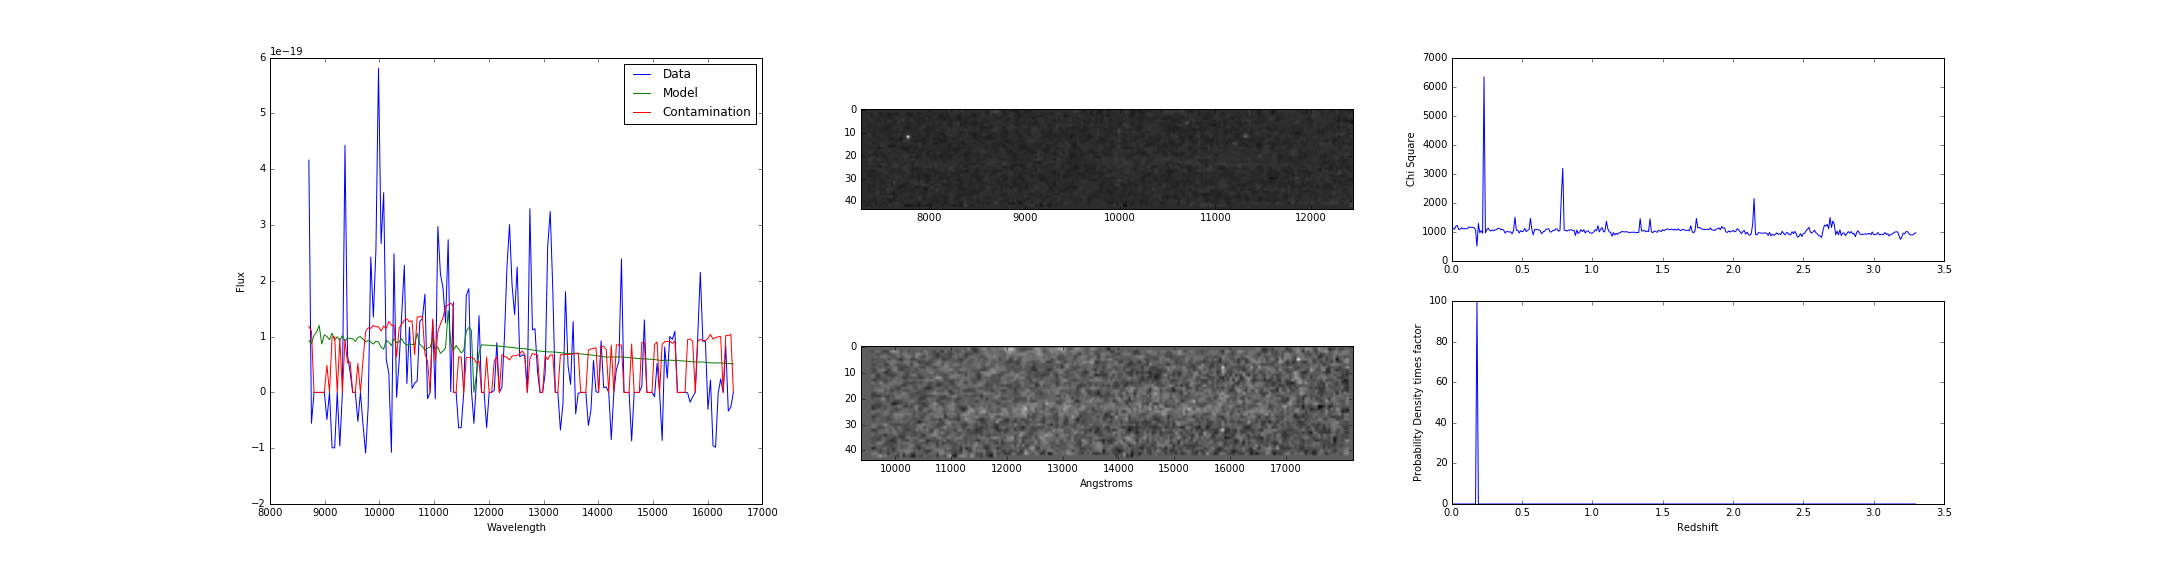 1e−19
6
5
4
3
2
1
0
−1
−2
Flux
8000 9000 10000 11000 12000 13000 14000 15000 16000 17000
Wavelength
Data
Model
Contamination
0
10
20
30
40
8000 9000 10000 11000 12000
0
10
20
30
40
10000 11000 12000 13000 14000 15000 16000 17000
Angstroms
7000
6000
5000
4000
3000
2000
1000
0
Chi Square
0.0 0.5 1.0 1.5 2.0 2.5 3.0 3.5
100
80
60
40
20
0
Probability Density times factor
0.0 0.5 1.0 1.5 2.0 2.5 3.0 3.5
Redshift